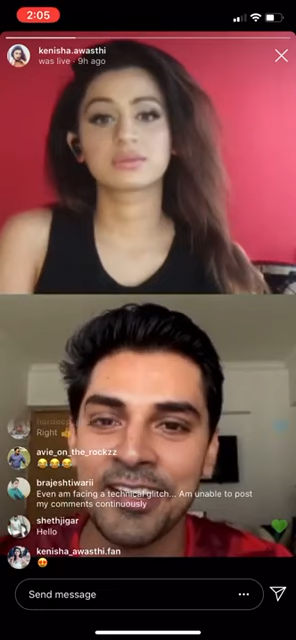 2:05
kenisha.awasthi
was live · 9h ago
Right
avie_on_the_rockzz
😂😂😂
brajeshtiwarii
Even am facing a technical glitch... Am unable to post
my comments continuously
shethjigar
Hello
kenisha_awasthi.fan
😍
Send message